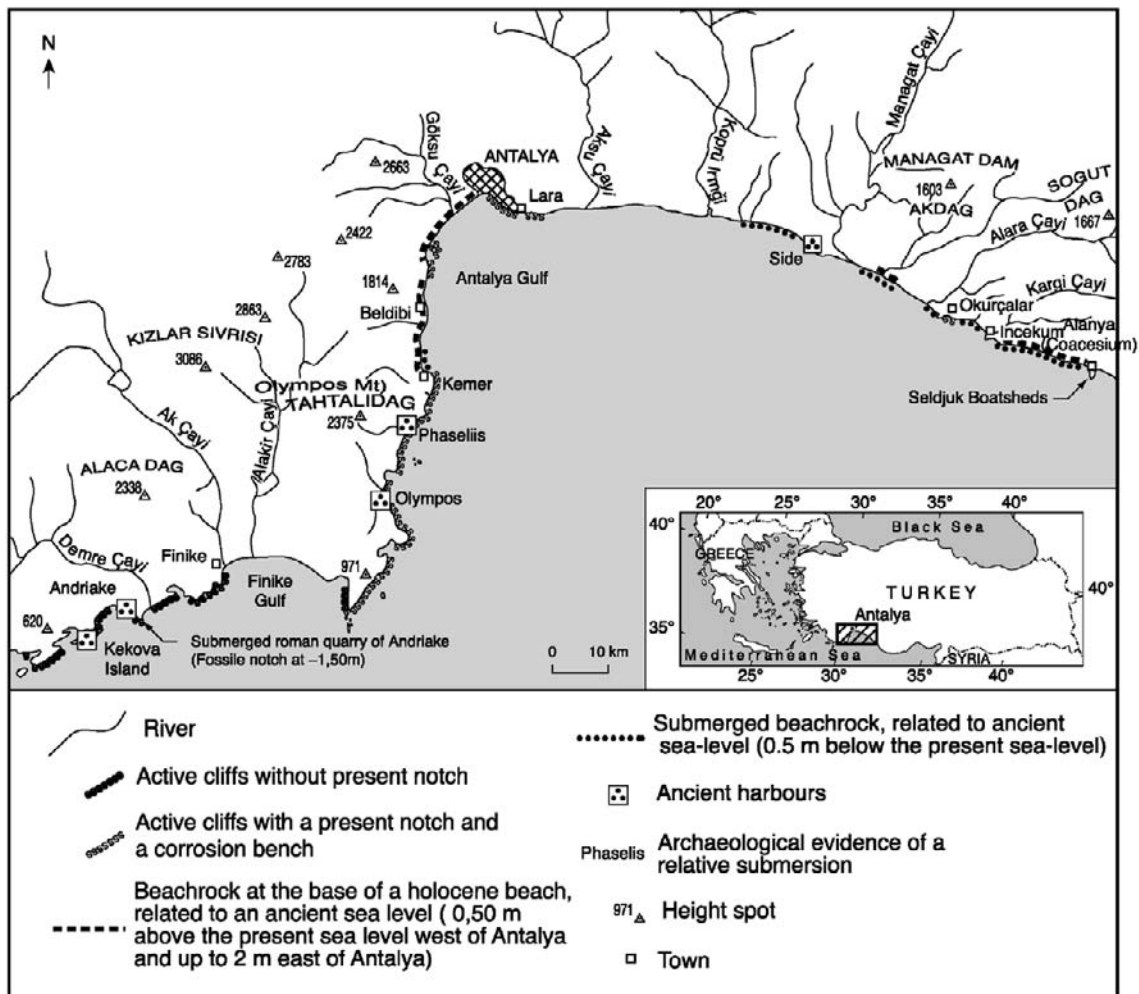 N
Göksu Çayi
2663
ANTALYA
Lara
Aksu Çayi
Koprü Irmği
Managat Çayi
MANAGAT DAM
1603
AKDAG
SOGUT
DAG
1667
Alara Çayi
2422
2783
1814
Antalya Gulf
Side
Kargi Çayi
Beldibi
2863
Okurçalar
KIZLAR SIVRISI
3086
Incekum
Alanya
(Coacesium)
Olympos Mt)
TAHTALIDAG
2375
Kemer
Seldjuk Boatsheds
Ak Çayi
Alakir Çayi
Phaseliis
ALACA DAG
2338
Olympos
Demre Çayi
Finike
Andriake
Finike
Gulf
971
620
Kekova
Island
Submerged roman quarry of Andriake
(Fossile notch at –1,50m)
0 10 km
20° 25° 30° 35° 40°
40°
Black Sea
GREECE
TURKEY
40°
Antalya
35°
Mediterranean Sea
SYRIA
35°
25° 30° 40°
River
Active cliffs without present notch
Active cliffs with a present notch and
a corrosion bench
Beachrock at the base of a holocene beach,
related to an ancient sea level ( 0,50 m
above the present sea level west of Antalya
and up to 2 m east of Antalya)
Submerged beachrock, related to ancient
sea-level (0.5 m below the present sea-level)
Ancient harbours
Phaselis
Archaeological evidence of a
relative submersion
971
Height spot
Town